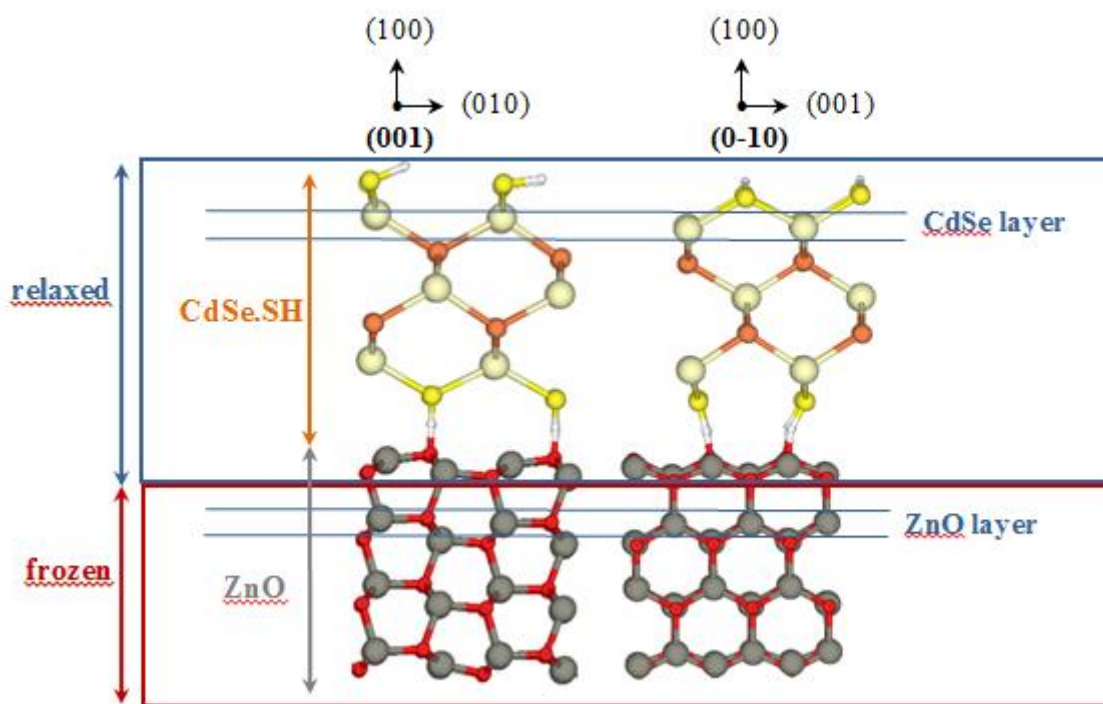 (100) (100)
(010) (001)
(001) (0-10)
CdSe layer
relaxed
CdSe.SH
ZnO layer
frozen
ZnO